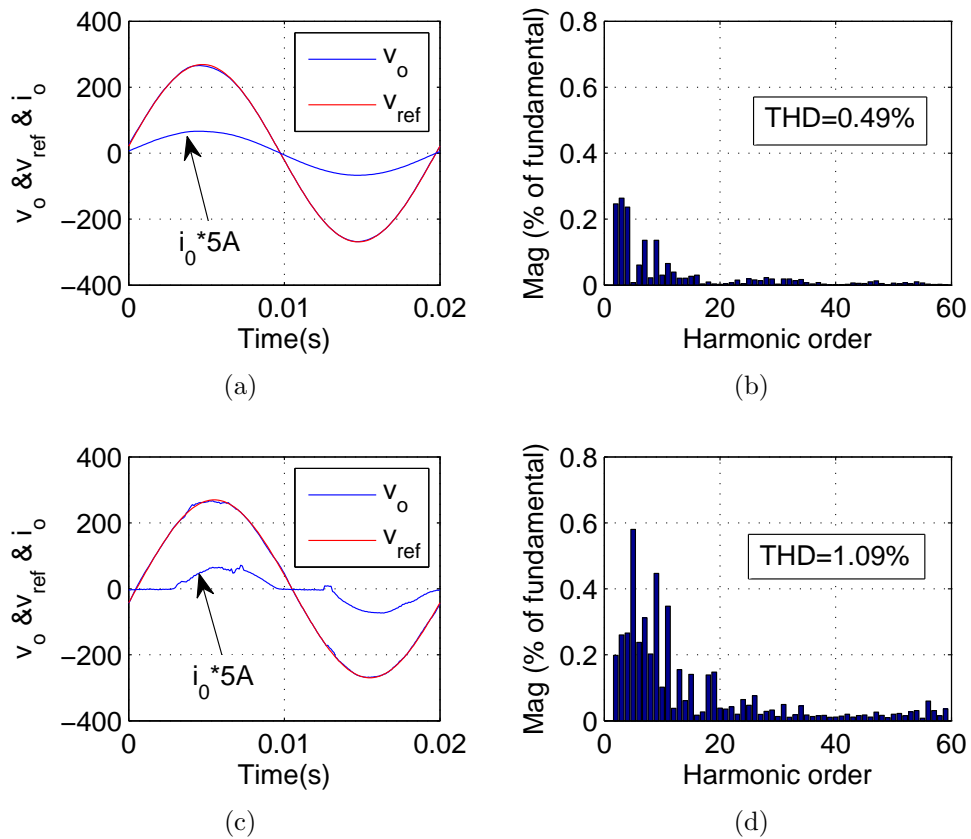 400
200
0
−200
−400
v_o &v_ref & i_o
v_o
v_ref
i_0*5A
0
0.01
0.02
Time(s)
(a)
0.8
0.6
0.4
0.2
0
Mag (% of fundamental)
THD=0.49%
0
20
40
60
Harmonic order
(b)
400
200
0
−200
−400
v_o &v_ref & i_o
v_o
v_ref
i_0*5A
0
0.01
0.02
Time(s)
(c)
0.8
0.6
0.4
0.2
0
Mag (% of fundamental)
THD=1.09%
0
20
40
60
Harmonic order
(d)